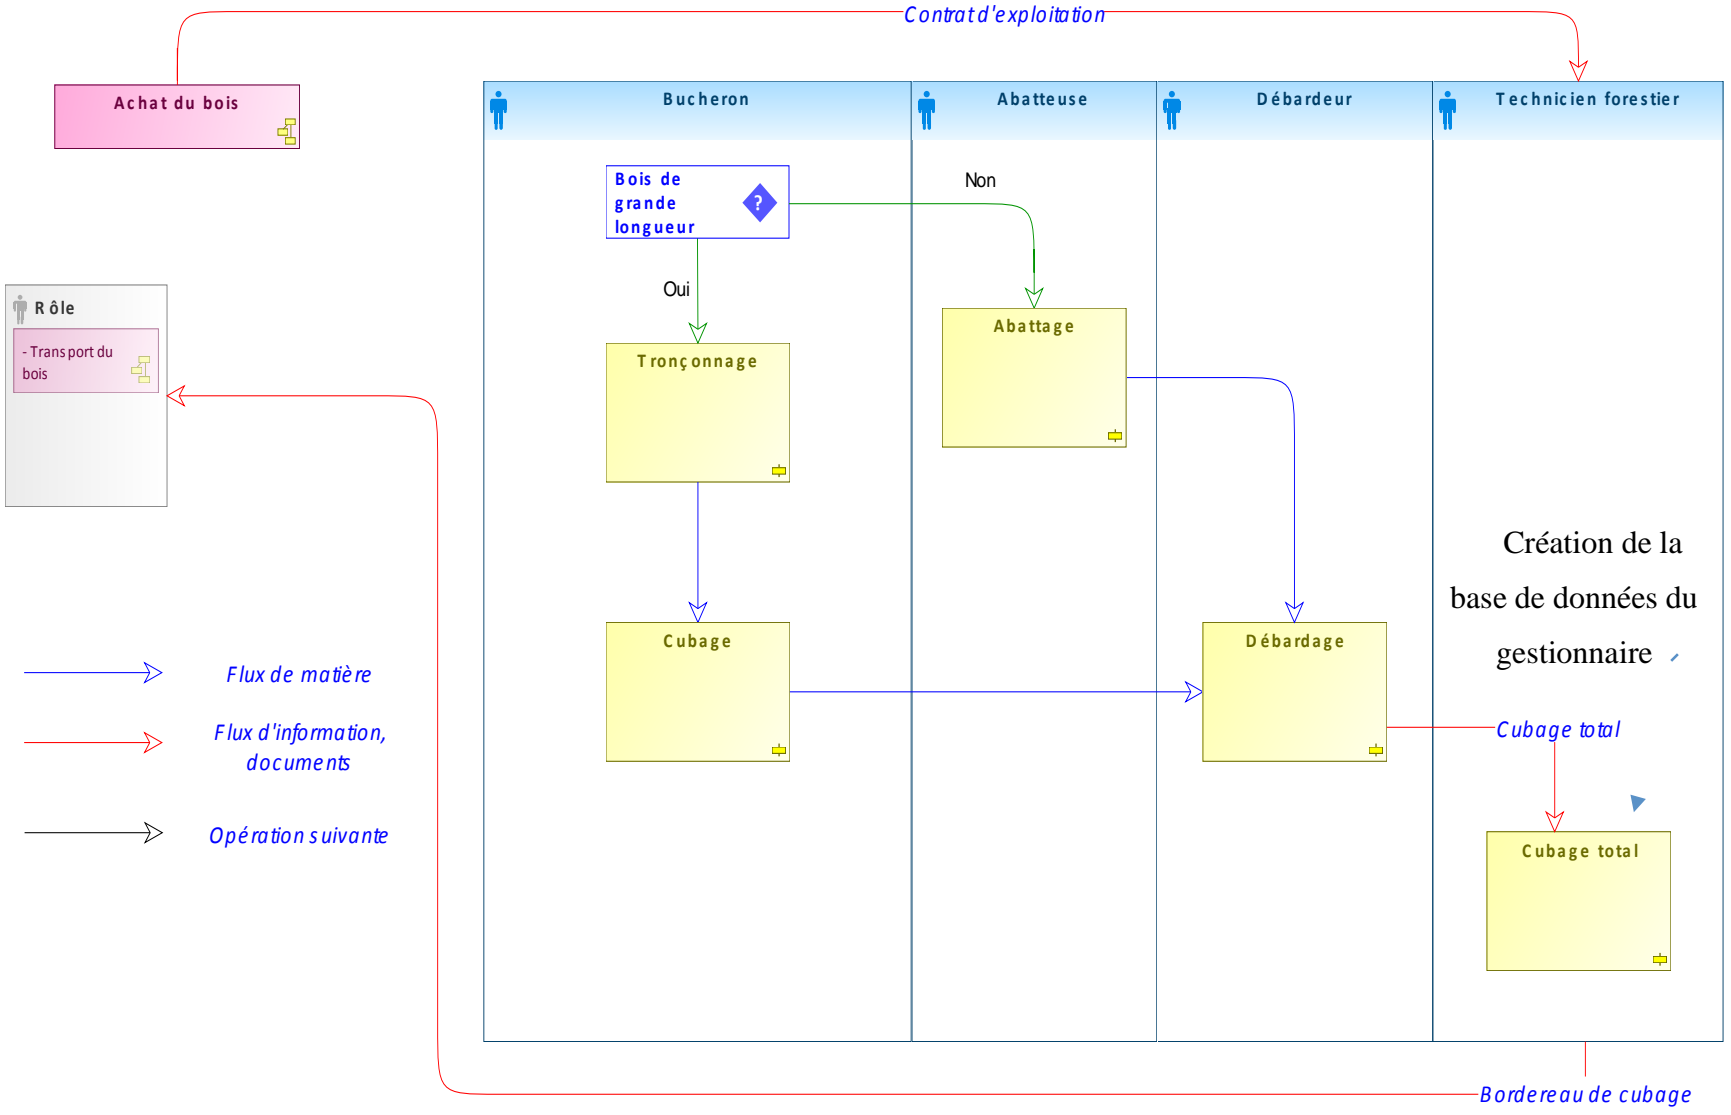 Contrat d'exploitation
Achat du bois
Bucheron
Abatteuse
Débardeur
Technicien forestier
Bois de
grande
longueur
?
Non
Oui
Rôle
- Transport du
bois
Abattage
Tronçonnage
Création de la
base de données du
gestionnaire
Cubage
Débardage
Flux de matière
Flux d'information,
documents
Opération suivante
Cubage total
Cubage total
Bordereau de cubage